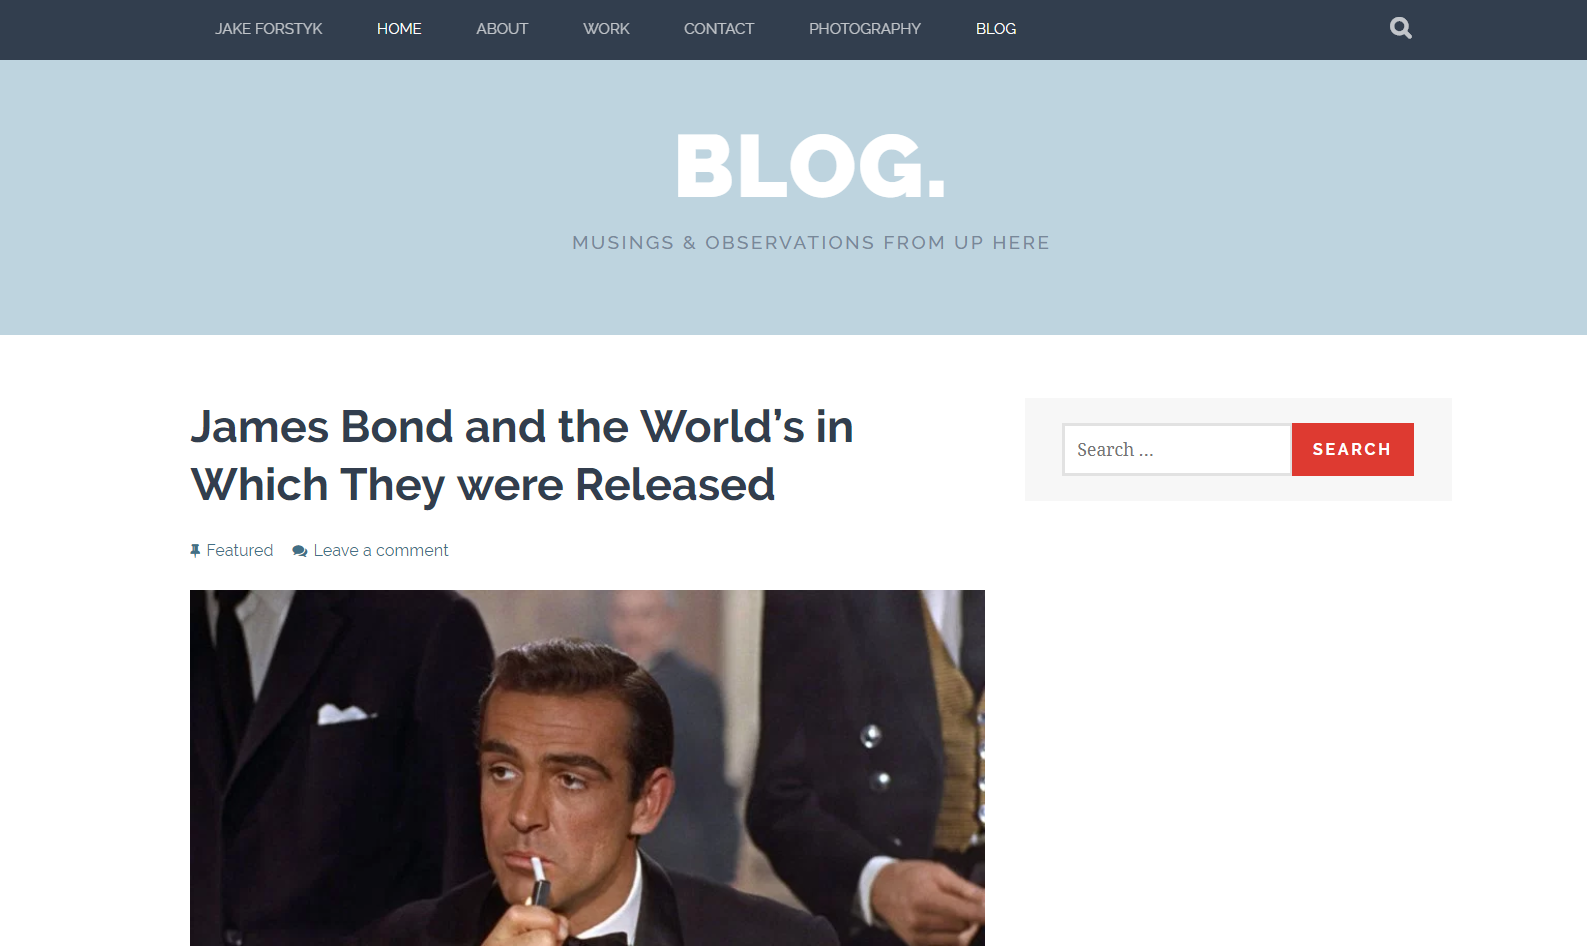 JAKE FORSTYK HOME ABOUT WORK CONTACT PHOTOGRAPHY BLOG
BLOG.
MUSINGS & OBSERVATIONS FROM UP HERE
James Bond and the World’s in
Which They were Released
Featured Leave a comment
Search ... SEARCH